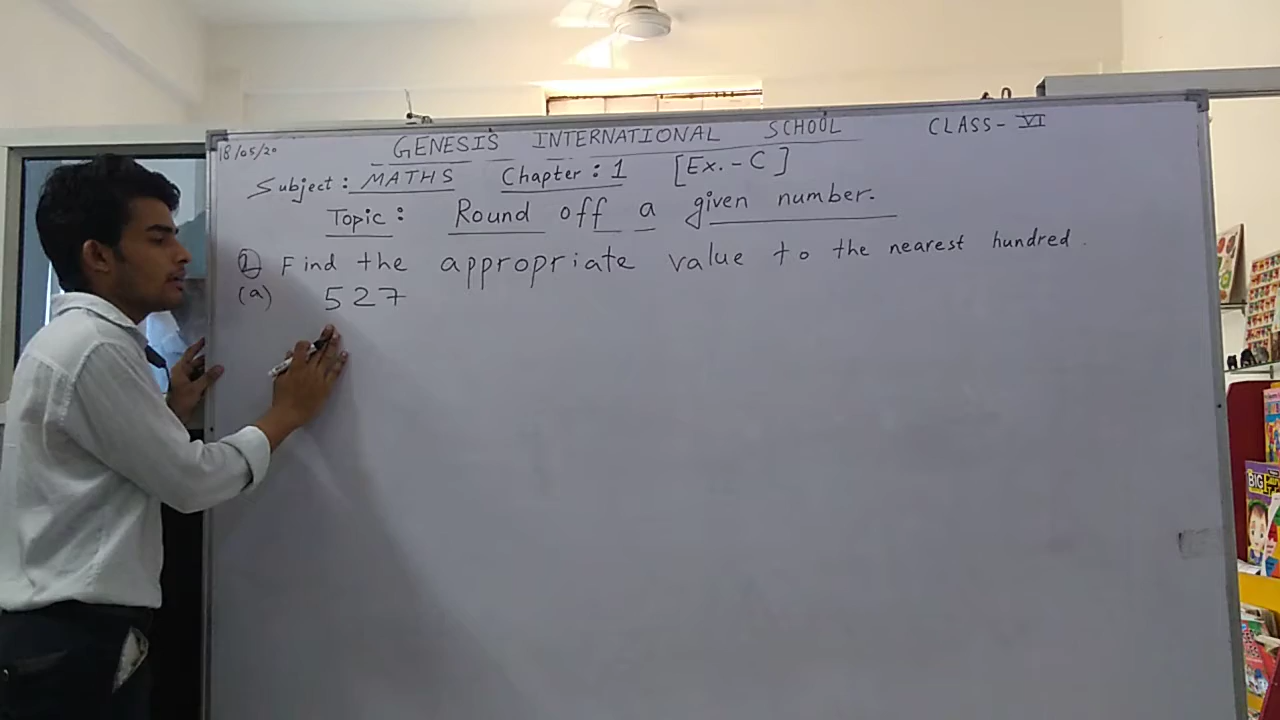 18/05/20
GENESIS INTERNATIONAL SCHOOL CLASS-VI
Subject: MATHS Chapter: 1 [Ex.-C]
Topic: Round off a given number.
② Find the appropriate value to the nearest hundred.
(a) 527
BIG